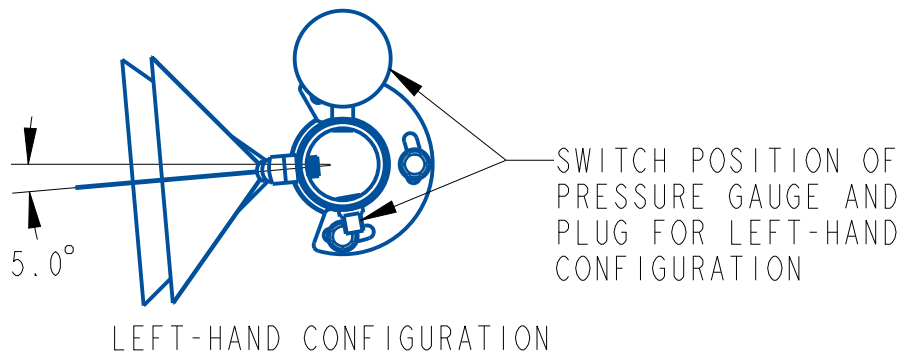 SWITCH POSITION OF
PRESSURE GAUGE AND
PLUG FOR LEFT-HAND
CONFIGURATION
5.0°
LEFT-HAND CONFIGURATION